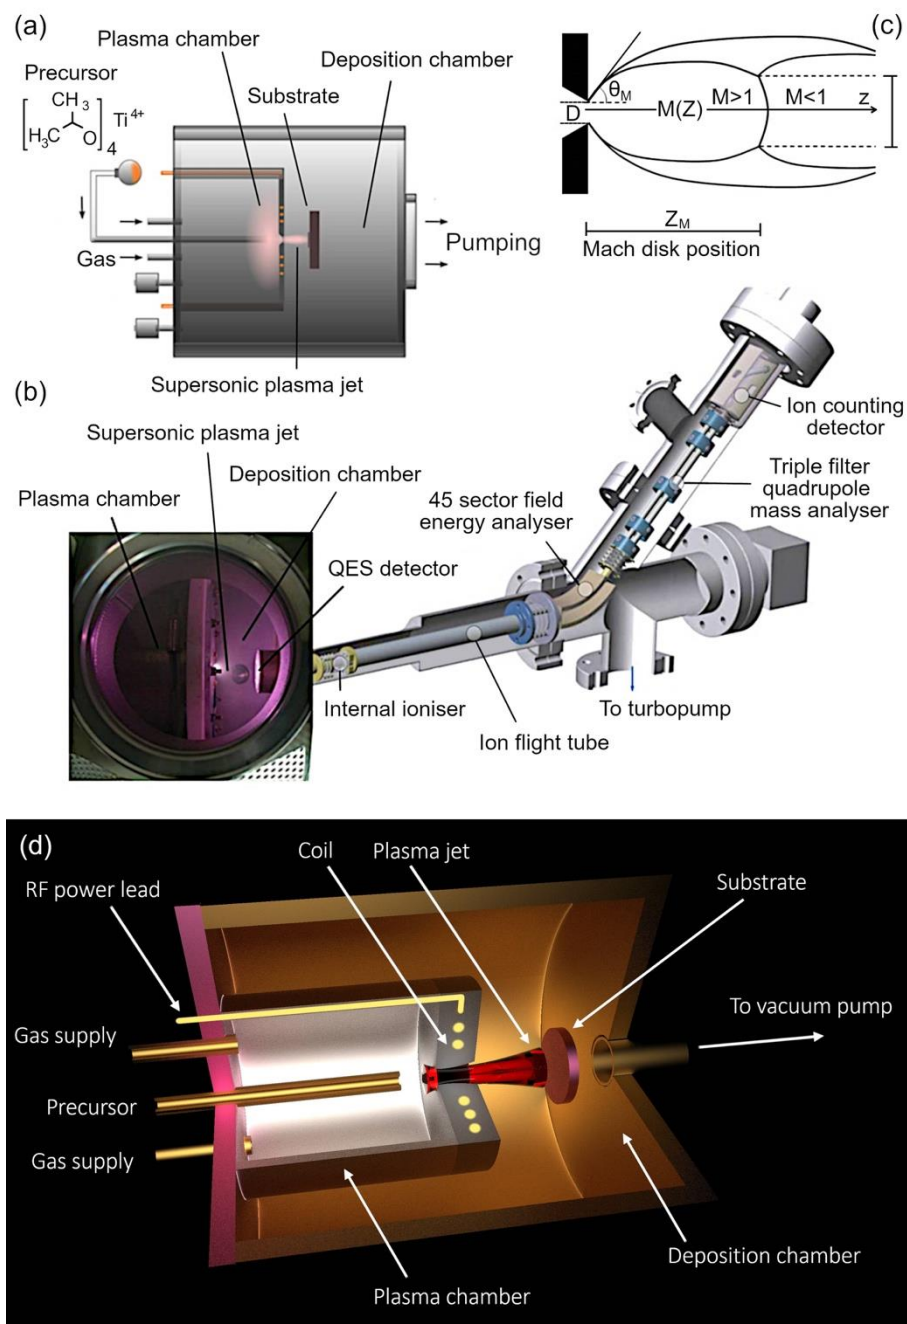 (a)
Plasma chamber
Deposition chamber
Precursor
Substrate
CH3
H3C
O
4
Ti 4+
Gas
Pumping
Supersonic plasma jet
(c)
θM
D
M(Z)
M>1
M<1
z
ZM
Mach disk position
(b)
Supersonic plasma jet
Deposition chamber
Plasma chamber
QES detector
45 sector field
energy analyser
Ion counting
detector
Triple filter
quadrupole
mass analyser
Internal ioniser
Ion flight tube
To turbopump
(d)
Coil
Plasma jet
RF power lead
Substrate
Gas supply
To vacuum pump
Precursor
Gas supply
Deposition chamber
Plasma chamber